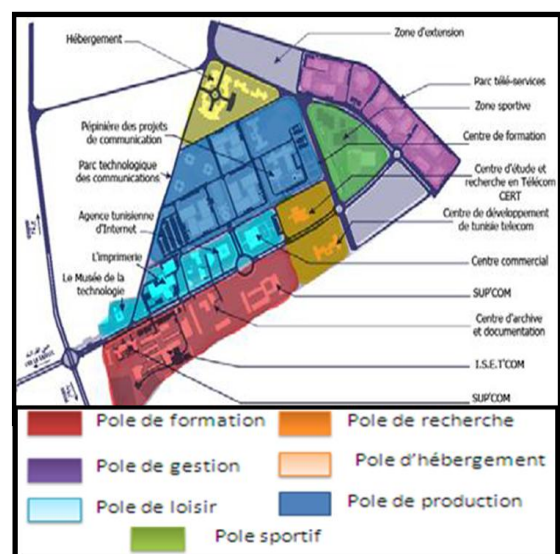 Hébergement
Zone d'extension
Parc télé-services
Zone sportive
Pépinière des projets
de communication
Centre de formation
Parc technologique
des communications
Centre d'étude et
recherche en Télécom
CERT
Agence tunisienne
d'Internet
Centre de développement
de tunisie telecom
L'imprimerie
Centre commercial
Le Musée de la
technologie
SUP'COM
Centre d'archive
et documentation
I.S.E.T'COM
SUP'COM
Pole de formation
Pole de recherche
Pole de gestion
Pole d'hébergement
Pole de loisir
Pole de production
Pole sportif